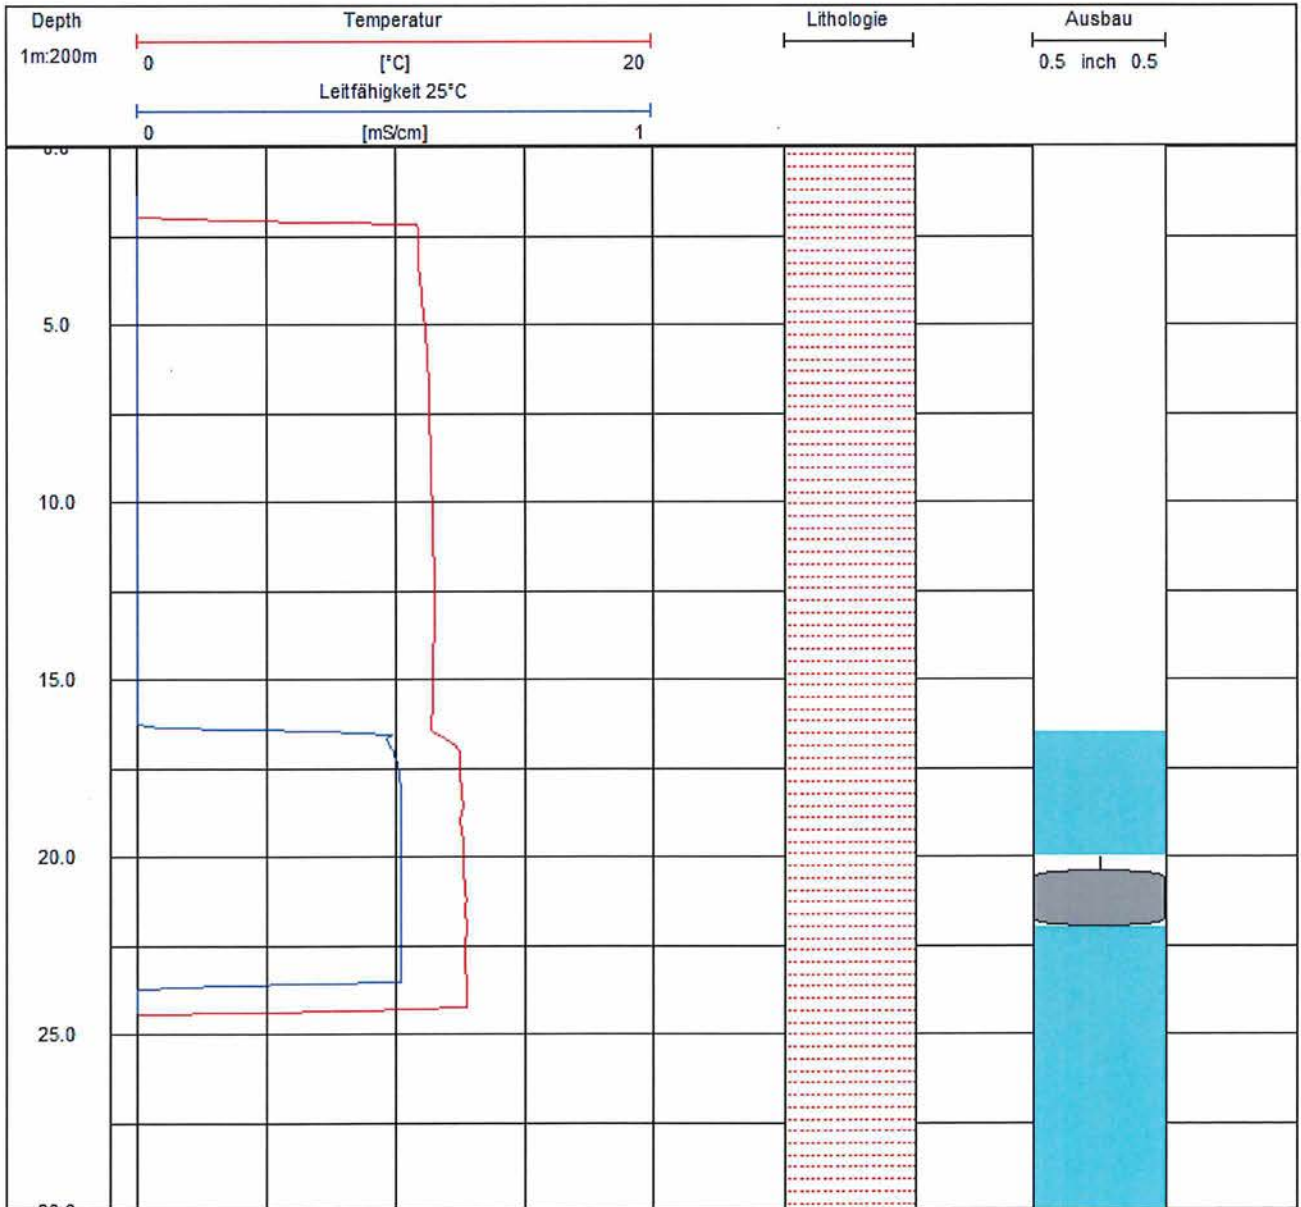 Depth Temperatur Lithologie Ausbau
1m:200m 0 [°C] 20 0.5 inch 0.5
Leitfähigkeit 25°C
0 [mS/cm] 1
5.0
10.0
15.0
20.0
25.0